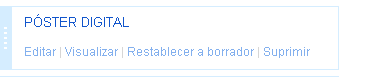 PÓSTER DIGITAL
Editar | Visualizar | Restablecer a borrador | Suprimir